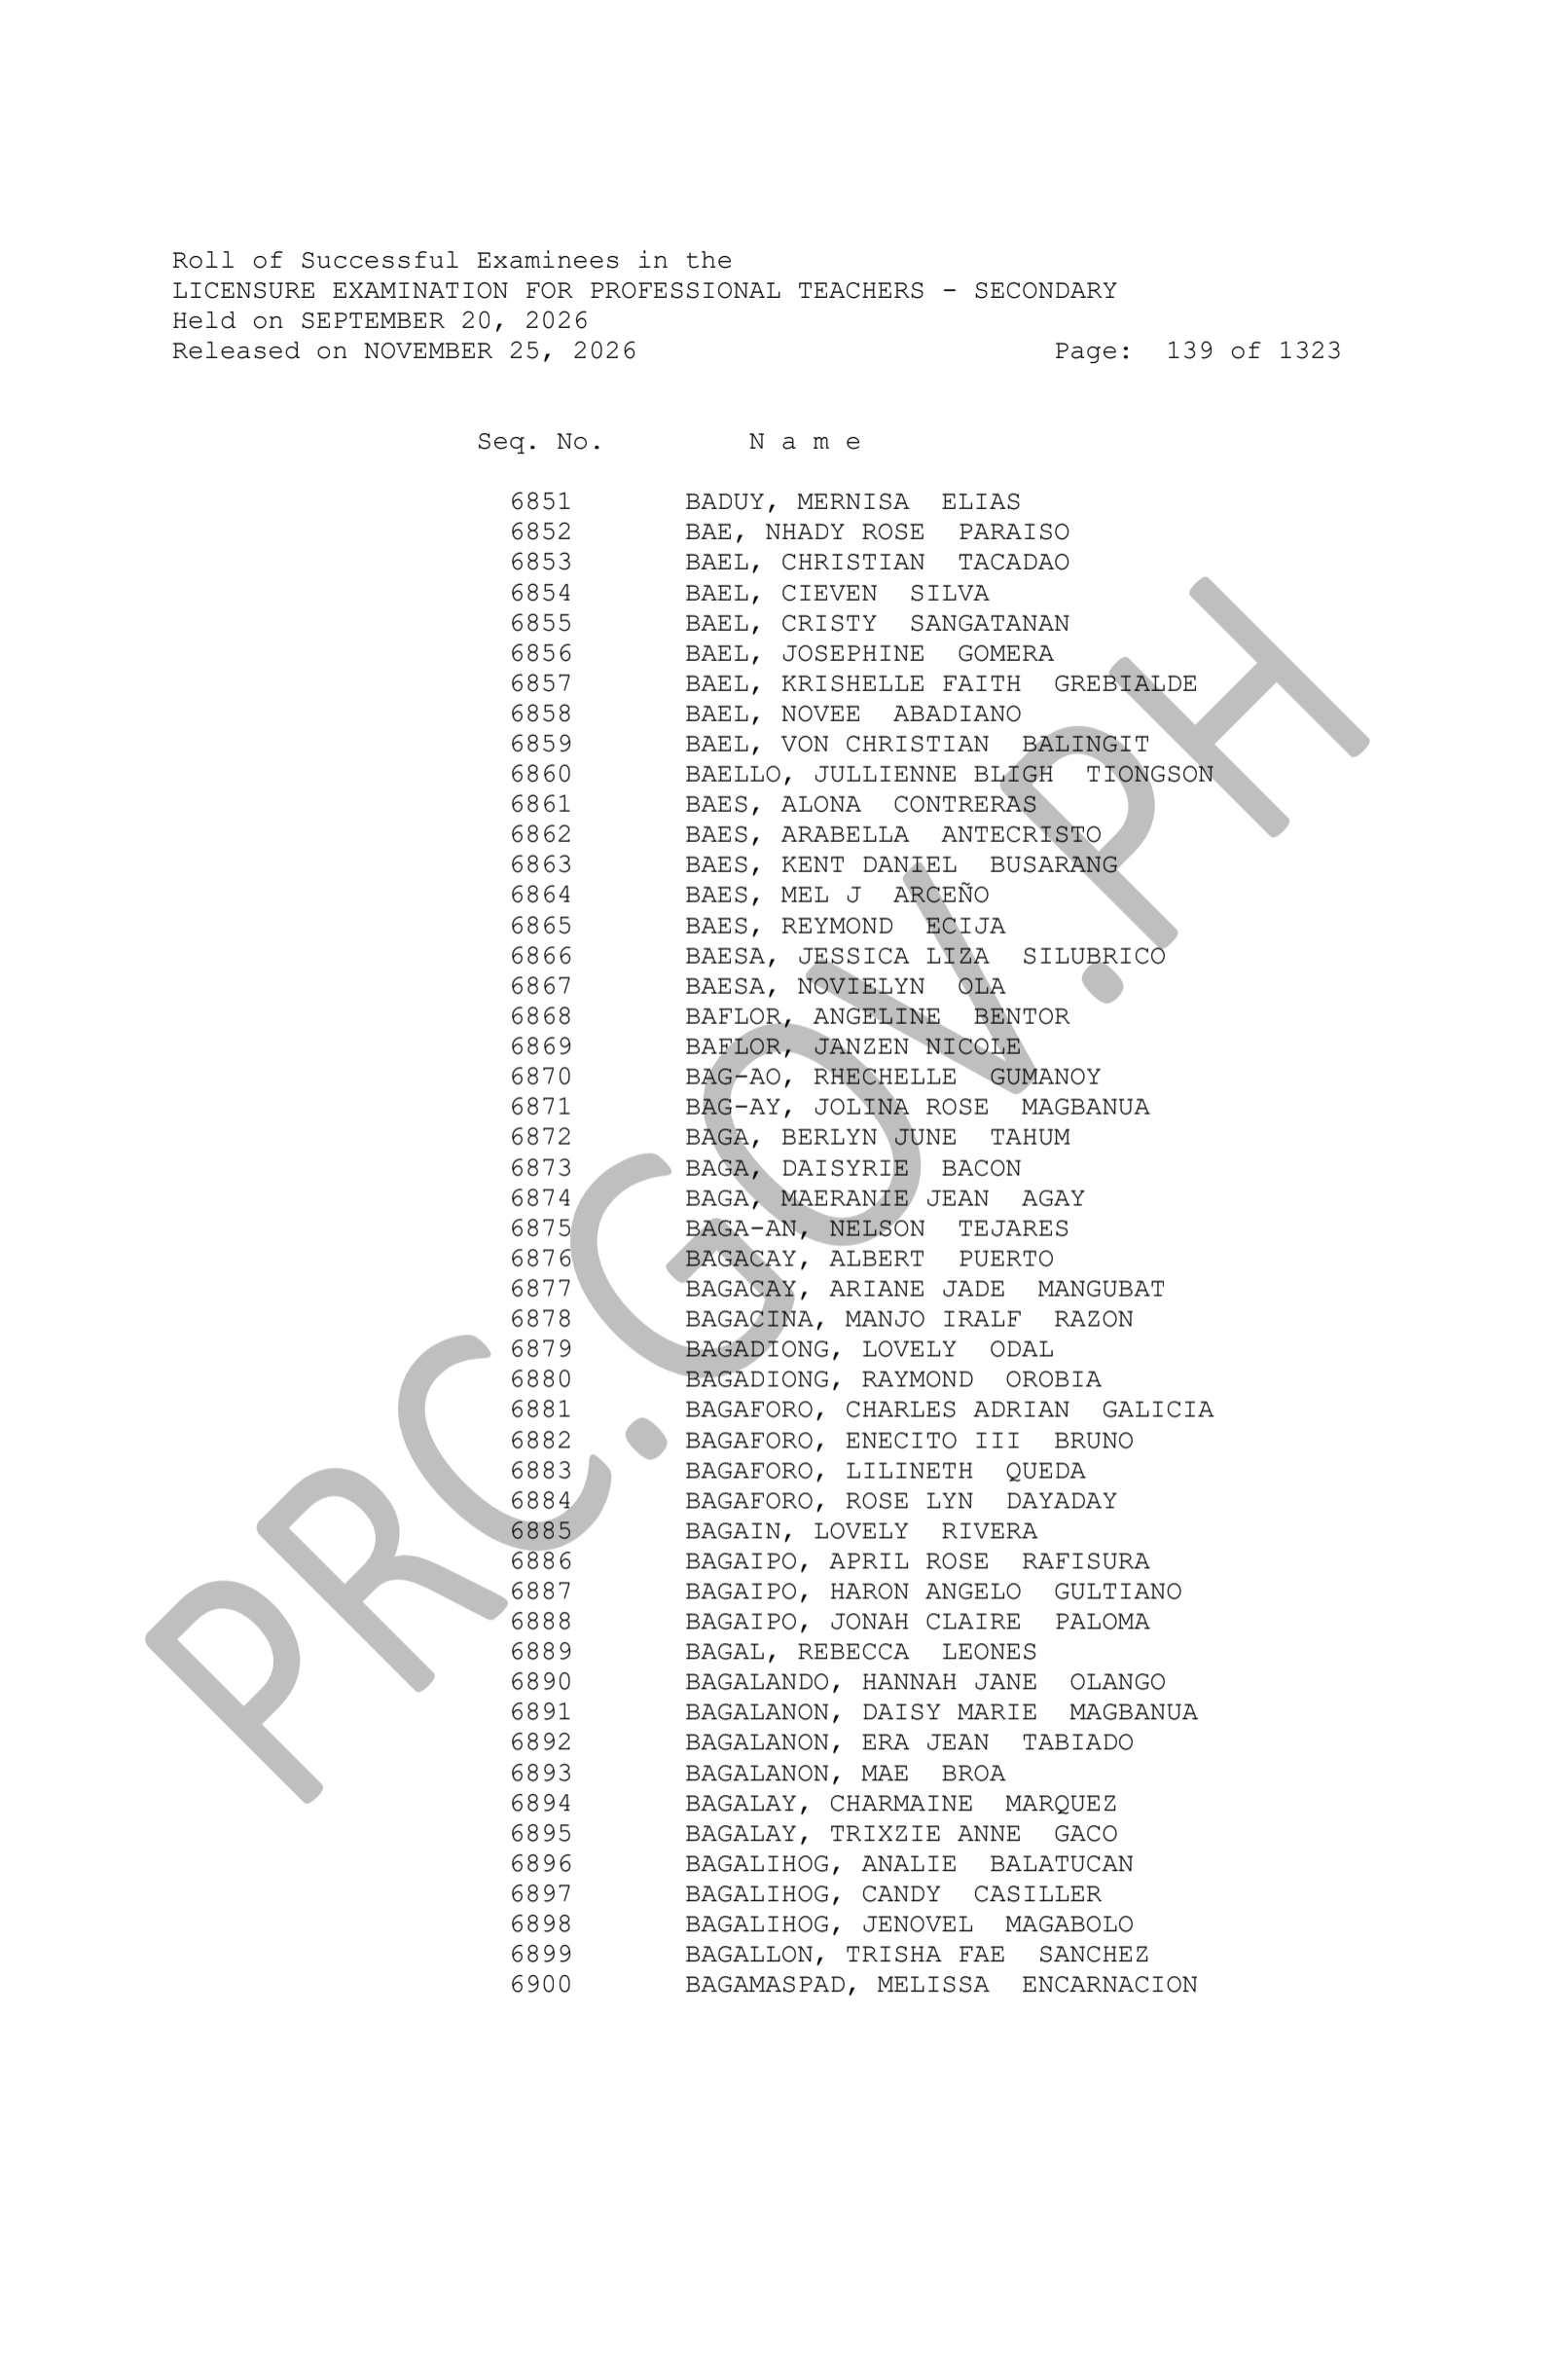 Roll of Successful Examinees in the
LICENSURE EXAMINATION FOR PROFESSIONAL TEACHERS - SECONDARY
Held on SEPTEMBER 20, 2026
Released on NOVEMBER 25, 2026 Page: 139 of 1323
Seq. No. N a m e
6851 BADUY, MERNISA ELIAS
6852 BAE, NHADY ROSE PARAISO
6853 BAEL, CHRISTIAN TACADAO
6854 BAEL, CIEVEN SILVA
6855 BAEL, CRISTY SANGATANAN
6856 BAEL, JOSEPHINE GOMERA
6857 BAEL, KRISHELLE FAITH GREBIALDE
6858 BAEL, NOVEE ABADIANO
6859 BAEL, VON CHRISTIAN BALINGIT
6860 BAELLO, JULLIENNE BLIGH TIONGSON
6861 BAES, ALONA CONTRERAS
6862 BAES, ARABELLA ANTECRISTO
6863 BAES, KENT DANIEL BUSARANG
6864 BAES, MEL J ARCEÑO
6865 BAES, REYMOND ECIJA
6866 BAESA, JESSICA LIZA SILUBRICO
6867 BAESA, NOVIELYN OLA
6868 BAFLOR, ANGELINE BENTOR
6869 BAFLOR, JANZEN NICOLE
6870 BAG-AO, RHECHELLE GUMANOY
6871 BAG-AY, JOLINA ROSE MAGBANUA
6872 BAGA, BERLYN JUNE TAHUM
6873 BAGA, DAISYRIE BACON
6874 BAGA, MAERANIE JEAN AGAY
6875 BAGA-AN, NELSON TEJARES
6876 BAGACAY, ALBERT PUERTO
6877 BAGACAY, ARIANE JADE MANGUBAT
6878 BAGACINA, MANJO IRALF RAZON
6879 BAGADIONG, LOVELY ODAL
6880 BAGADIONG, RAYMOND OROBIA
6881 BAGAFORO, CHARLES ADRIAN GALICIA
6882 BAGAFORO, ENECITO III BRUNO
6883 BAGAFORO, LILINETH QUEDA
6884 BAGAFORO, ROSE LYN DAYADAY
6885 BAGAIN, LOVELY RIVERA
6886 BAGAIPO, APRIL ROSE RAFISURA
6887 BAGAIPO, HARON ANGELO GULTIANO
6888 BAGAIPO, JONAH CLAIRE PALOMA
6889 BAGAL, REBECCA LEONES
6890 BAGALANDO, HANNAH JANE OLANGO
6891 BAGALANON, DAISY MARIE MAGBANUA
6892 BAGALANON, ERA JEAN TABIADO
6893 BAGALANON, MAE BROA
6894 BAGALAY, CHARMAINE MARQUEZ
6895 BAGALAY, TRIXZIE ANNE GACO
6896 BAGALIHOG, ANALIE BALATUCAN
6897 BAGALIHOG, CANDY CASILLER
6898 BAGALIHOG, JENOVEL MAGABOLO
6899 BAGALLON, TRISHA FAE SANCHEZ
6900 BAGAMASPAD, MELISSA ENCARNACION
PRC.GOV.PH